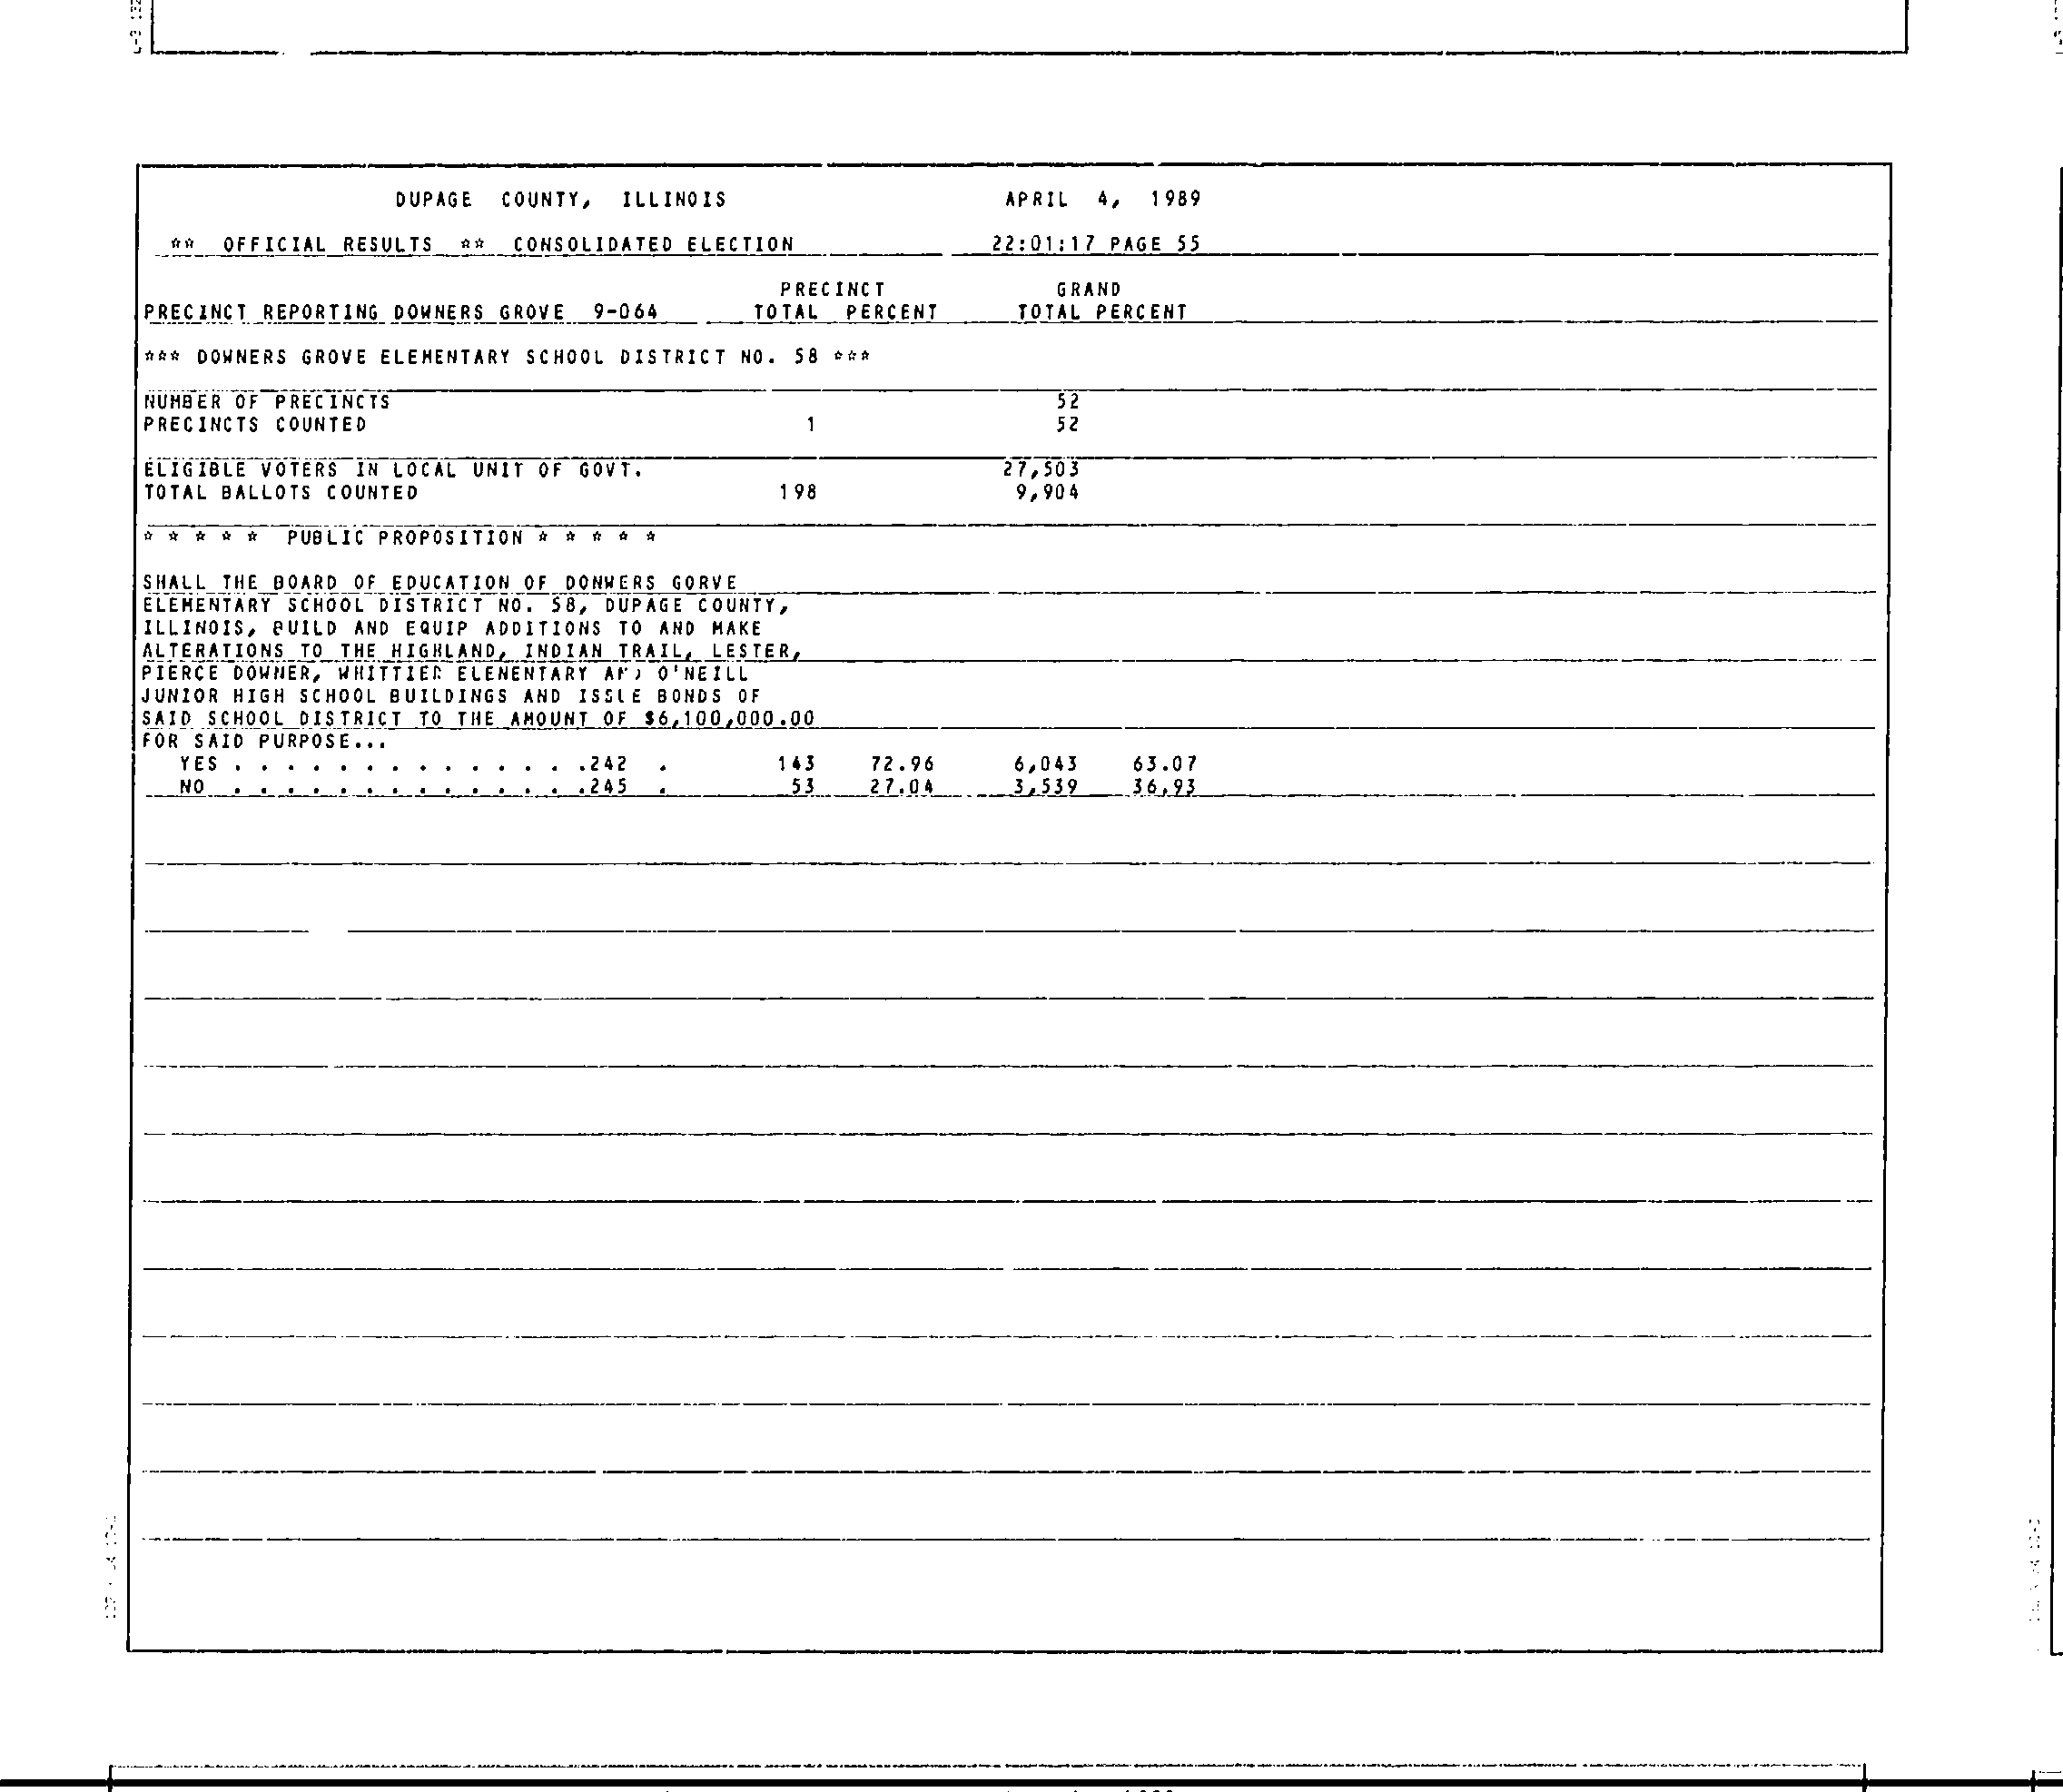 DUPAGE COUNTY, ILLINOIS APRIL 4, 1989
** OFFICIAL RESULTS ** CONSOLIDATED ELECTION 22:01:17 PAGE 55
PRECINCT GRAND
PRECINCT REPORTING DOWNERS GROVE 9-064 TOTAL PERCENT TOTAL PERCENT
*** DOWNERS GROVE ELEMENTARY SCHOOL DISTRICT NO. 58 ***
NUMBER OF PRECINCTS 52
PRECINCTS COUNTED 1 52
ELIGIBLE VOTERS IN LOCAL UNIT OF GOVT. 27,503
TOTAL BALLOTS COUNTED 198 9,904
* * * * * PUBLIC PROPOSITION * * * * *
SHALL THE BOARD OF EDUCATION OF DONWERS GORVE
ELEMENTARY SCHOOL DISTRICT NO. 58, DUPAGE COUNTY,
ILLINOIS, BUILD AND EQUIP ADDITIONS TO AND MAKE
ALTERATIONS TO THE HIGHLAND, INDIAN TRAIL, LESTER,
PIERCE DOWNER, WHITTIER ELENENTARY AND O'NEILL
JUNIOR HIGH SCHOOL BUILDINGS AND ISSUE BONDS OF
SAID SCHOOL DISTRICT TO THE AMOUNT OF $6,100,000.00
FOR SAID PURPOSE...
YES . . . . . . . . . . . . . .242 . 143 72.96 6,043 63.07
NO . . . . . . . . . . . . . .245 . 53 27.04 3,539 36.93